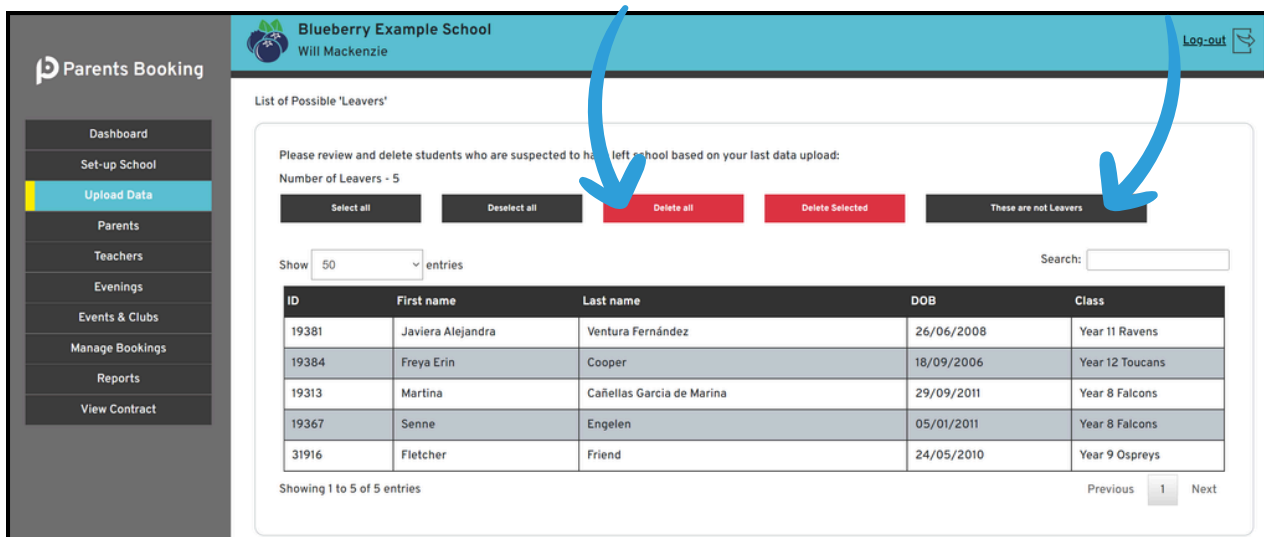 Blueberry Example School
Will Mackenzie
Log-out
Parents Booking
Dashboard
Set-up School
Upload Data
Parents
Teachers
Evenings
Events & Clubs
Manage Bookings
Reports
View Contract
List of Possible 'Leavers'
Please review and delete students who are suspected to have left school based on your last data upload:
Number of Leavers - 5
Select all Deselect all Delete all Delete Selected These are not Leavers
Show 50 entries Search:
ID First name Last name DOB Class
19381 Javiera Alejandra Ventura Fernández 26/06/2008 Year 11 Ravens
19384 Freya Erin Cooper 18/09/2006 Year 12 Toucans
19313 Martina Cañellas Garcia de Marina 29/09/2011 Year 8 Falcons
19367 Senne Engelen 05/01/2011 Year 8 Falcons
31916 Fletcher Friend 24/05/2010 Year 9 Ospreys
Showing 1 to 5 of 5 entries Previous 1 Next